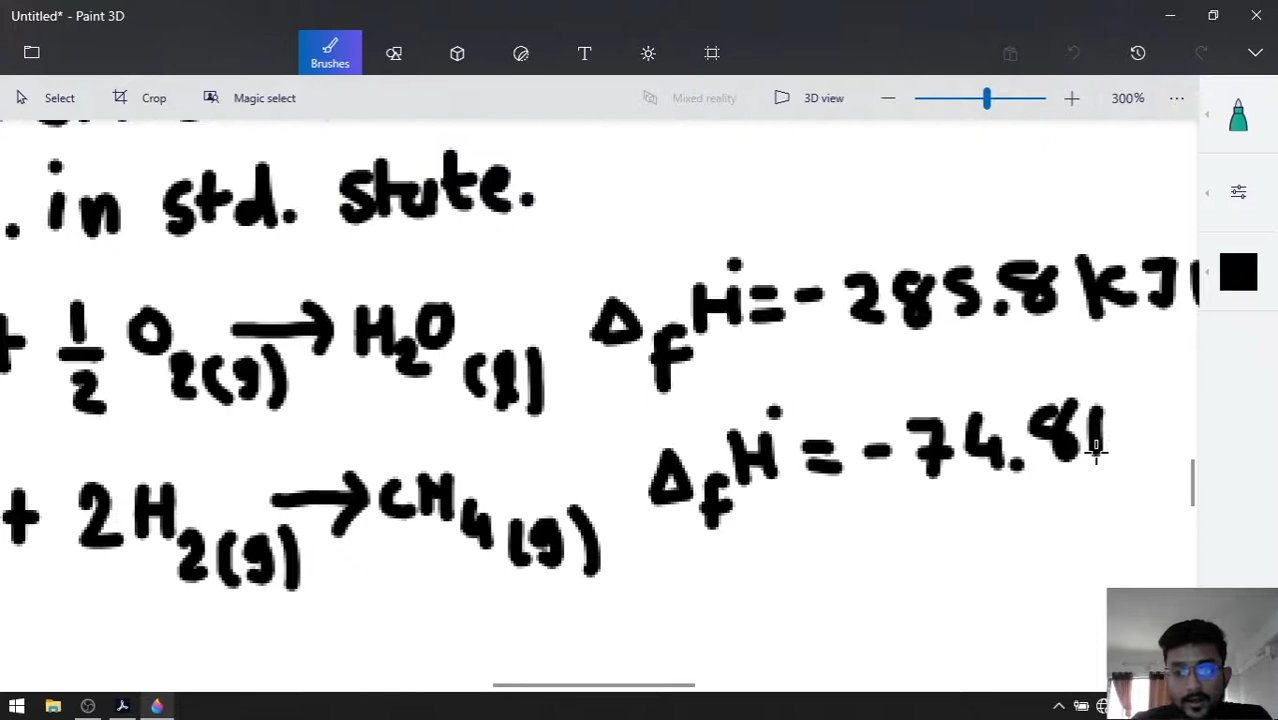 Untitled* - Paint 3D
Brushes
Select Crop Magic select Mixed reality 3D view 300%
. in std. state.
+ 1/2 O2(g) → H2O(l) ΔfH° = - 285.8 kJ
+ 2H2(g) → CH4(g) ΔfH° = - 74.81